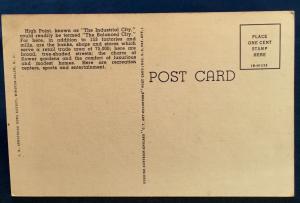 High Point, known as "The Industrial City,"
could readily be termed "The Balanced City."
For here, in addition to 113 factories and
mills, are the banks, shops and stores which
serve a retail trade area of 75,000; here are
broad, tree-shaded streets; the charm of
flower gardens and the comfort of luxurious
and modest homes. Here are recreation
centers, sports and entertainment.
POST CARD
PLACE
ONE CENT
STAMP
HERE